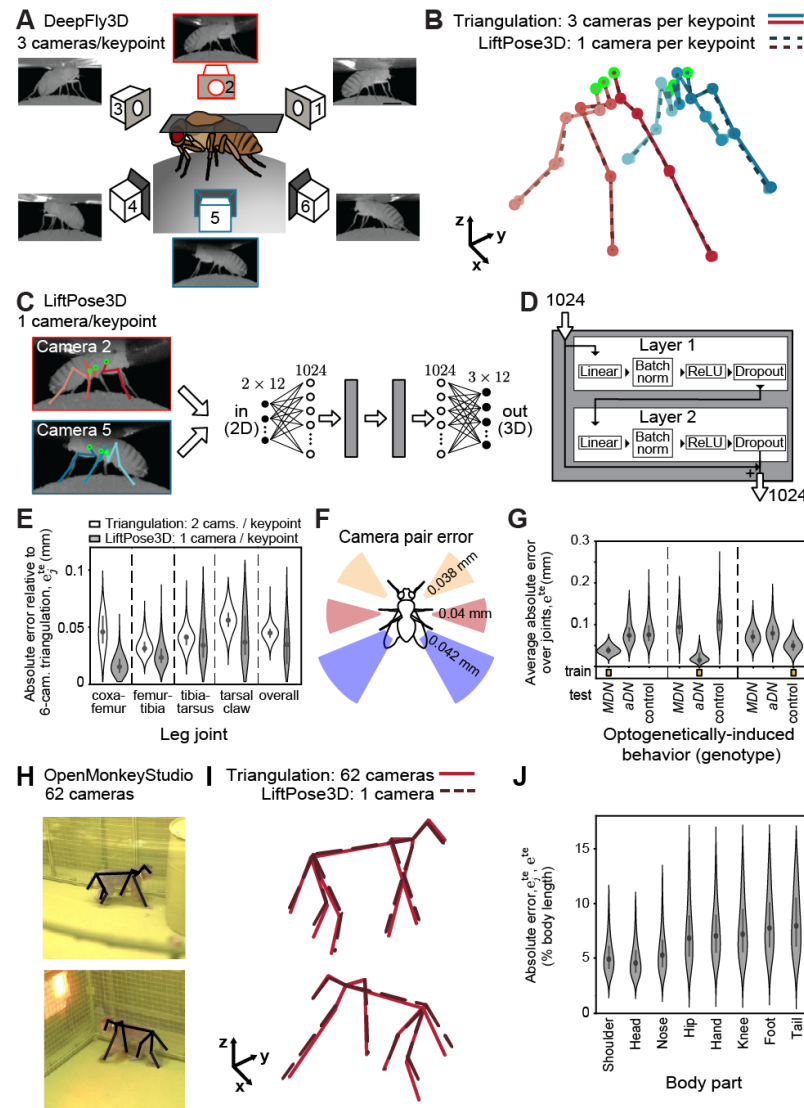 A DeepFly3D
3 cameras/keypoint
2
3
1
4
5
6
B Triangulation: 3 cameras per keypoint
LiftPose3D: 1 camera per keypoint
z
y
x
C LiftPose3D
1 camera/keypoint
Camera 2
Camera 5
2 × 12
1024
1024
3 × 12
in
(2D)
out
(3D)
D
1024
Layer 1
Linear
Batch
norm
ReLU
Dropout
Layer 2
Linear
Batch
norm
ReLU
Dropout
+
1024
E
Triangulation: 2 cams. / keypoint
LiftPose3D: 1 camera / keypoint
Absolute error relative to
6-cam. triangulation, e_j^te (mm)
0.1
0.05
0
coxa-
femur
femur-
tibia
tibia-
tarsus
tarsal
claw
overall
Leg joint
F
Camera pair error
0.038 mm
0.04 mm
0.042 mm
G
Average absolute error
over joints, e^te (mm)
0.3
0.2
0.1
train
test
MDN
aDN
control
MDN
aDN
control
MDN
aDN
control
Optogenetically-induced
behavior (genotype)
H OpenMonkeyStudio
62 cameras
I Triangulation: 62 cameras
LiftPose3D: 1 camera
z
y
x
J
Absolute error, e_j^te, e^te
(% body length)
15
10
5
0
Shoulder
Head
Nose
Hip
Hand
Knee
Foot
Tail
Body part